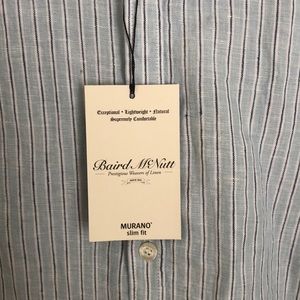 Exceptional • Lightweight • Natural
Supremely Comfortable
Baird McNutt
Prestigious Weavers of Linen
MURANO®
slim fit